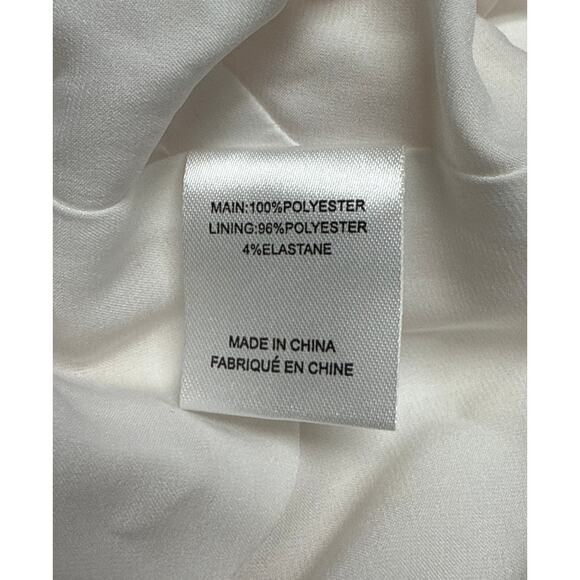 MAIN:100%POLYESTER
LINING:96%POLYESTER
4%ELASTANE
MADE IN CHINA
FABRIQUÉ EN CHINE